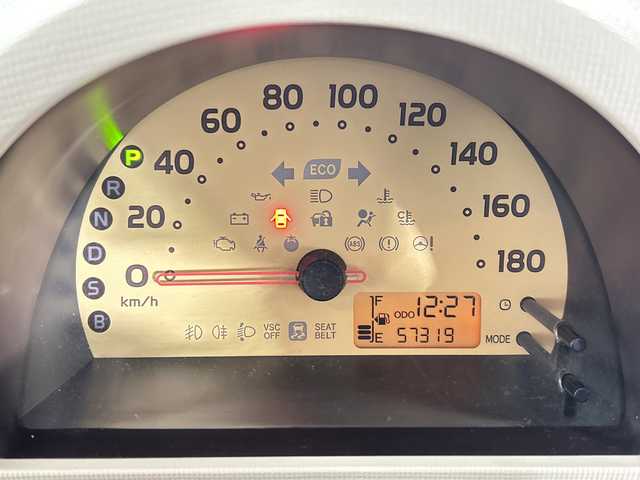 80 100
60 120
P 40 ECO 140
R
N 20 160
D
S 0 180
km/h
B
ABS
VSC OFF SEAT BELT
F 12:27
ODO
E 57319
MODE